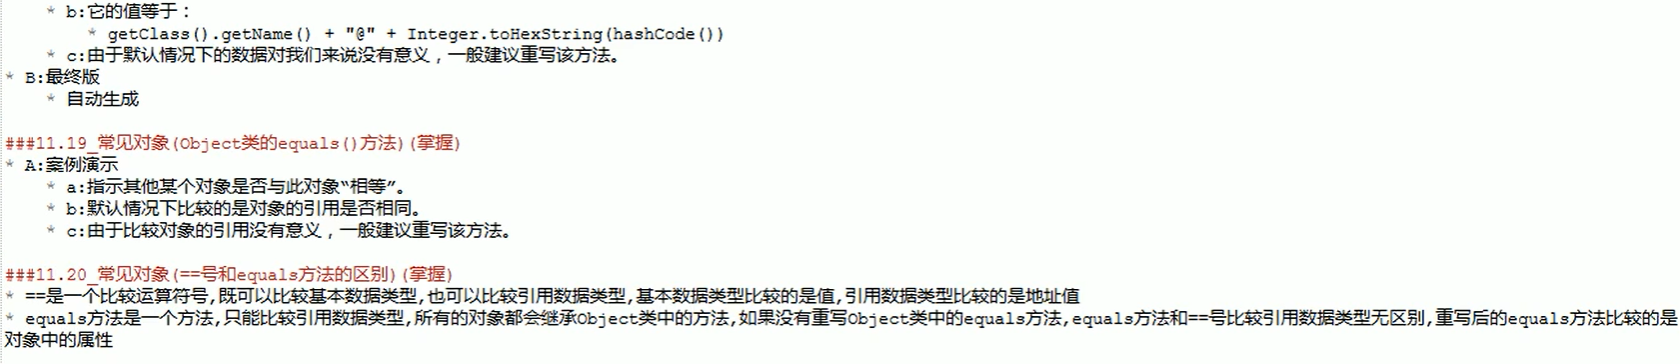 * b:它的值等于：
* getClass().getName() + "@" + Integer.toHexString(hashCode())
* c:由于默认情况下的数据对我们来说没有意义，一般建议重写该方法。
* B:最终版
* 自动生成
###11.19_常见对象(Object类的equals()方法)(掌握)
* A:案例演示
* a:指示其他某个对象是否与此对象“相等”。
* b:默认情况下比较的是对象的引用是否相同。
* c:由于比较对象的引用没有意义，一般建议重写该方法。
###11.20_常见对象(==号和equals方法的区别)(掌握)
* ==是一个比较运算符号,既可以比较基本数据类型,也可以比较引用数据类型,基本数据类型比较的是值,引用数据类型比较的是地址值
* equals方法是一个方法,只能比较引用数据类型,所有的对象都会继承Object类中的方法,如果没有重写Object类中的equals方法,equals方法和==号比较引用数据类型无区别,重写后的equals方法比较的是
对象中的属性